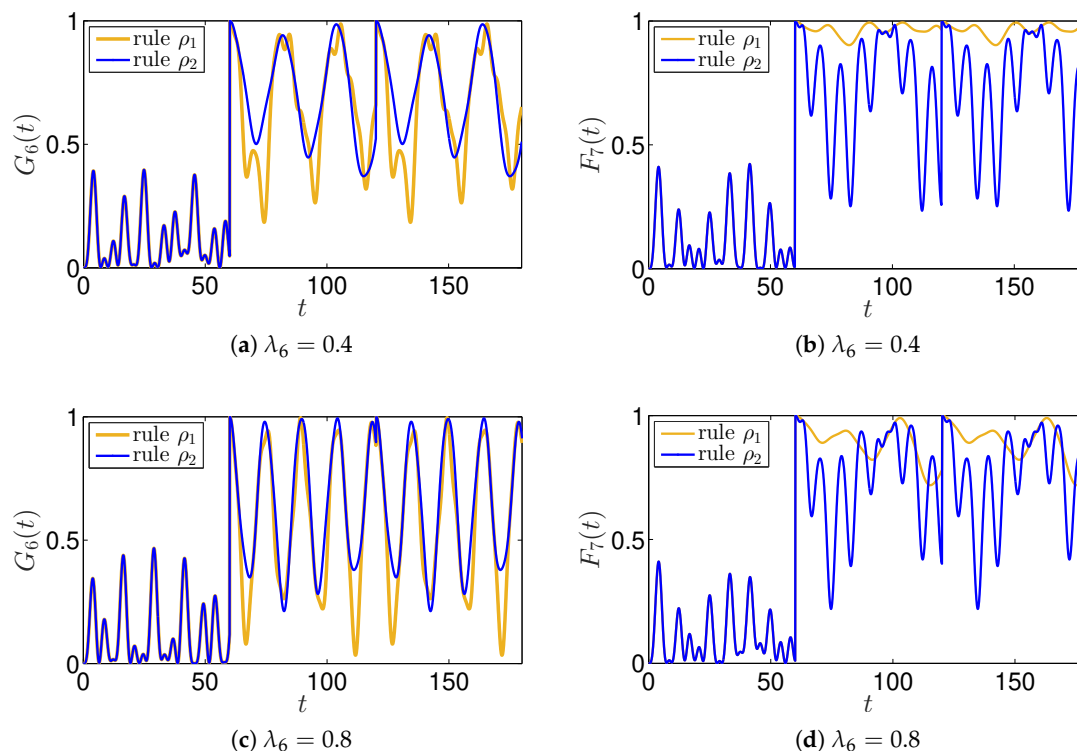 1
0.5
0
G₆(t)
rule ρ₁
rule ρ₂
0 50 100 150
t
(a) λ₆ = 0.4
1
0.5
0
F₇(t)
rule ρ₁
rule ρ₂
0 50 100 150
t
(b) λ₆ = 0.4
1
0.5
0
G₆(t)
rule ρ₁
rule ρ₂
0 50 100 150
t
(c) λ₆ = 0.8
1
0.5
0
F₇(t)
rule ρ₁
rule ρ₂
0 50 100 150
t
(d) λ₆ = 0.8